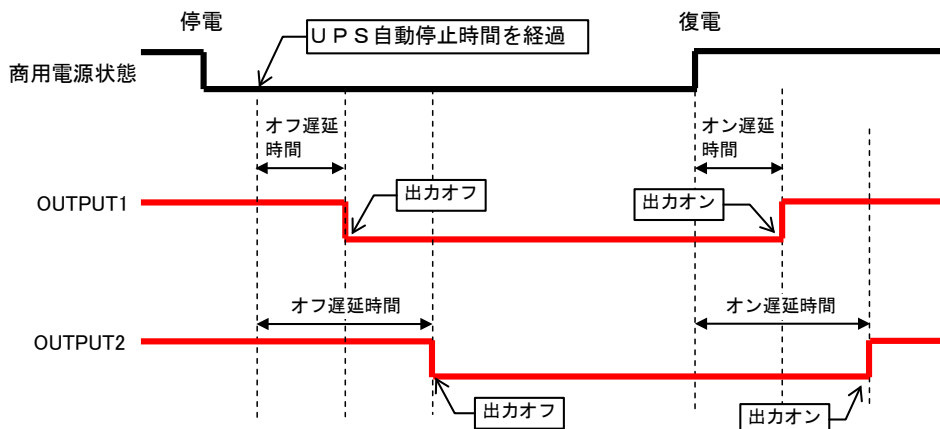 停電
UPS自動停止時間を経過
復電
商用電源状態
オフ遅延
時間
オン遅延
時間
OUTPUT1
出力オフ
出力オン
オフ遅延時間
オン遅延時間
OUTPUT2
出力オフ
出力オン